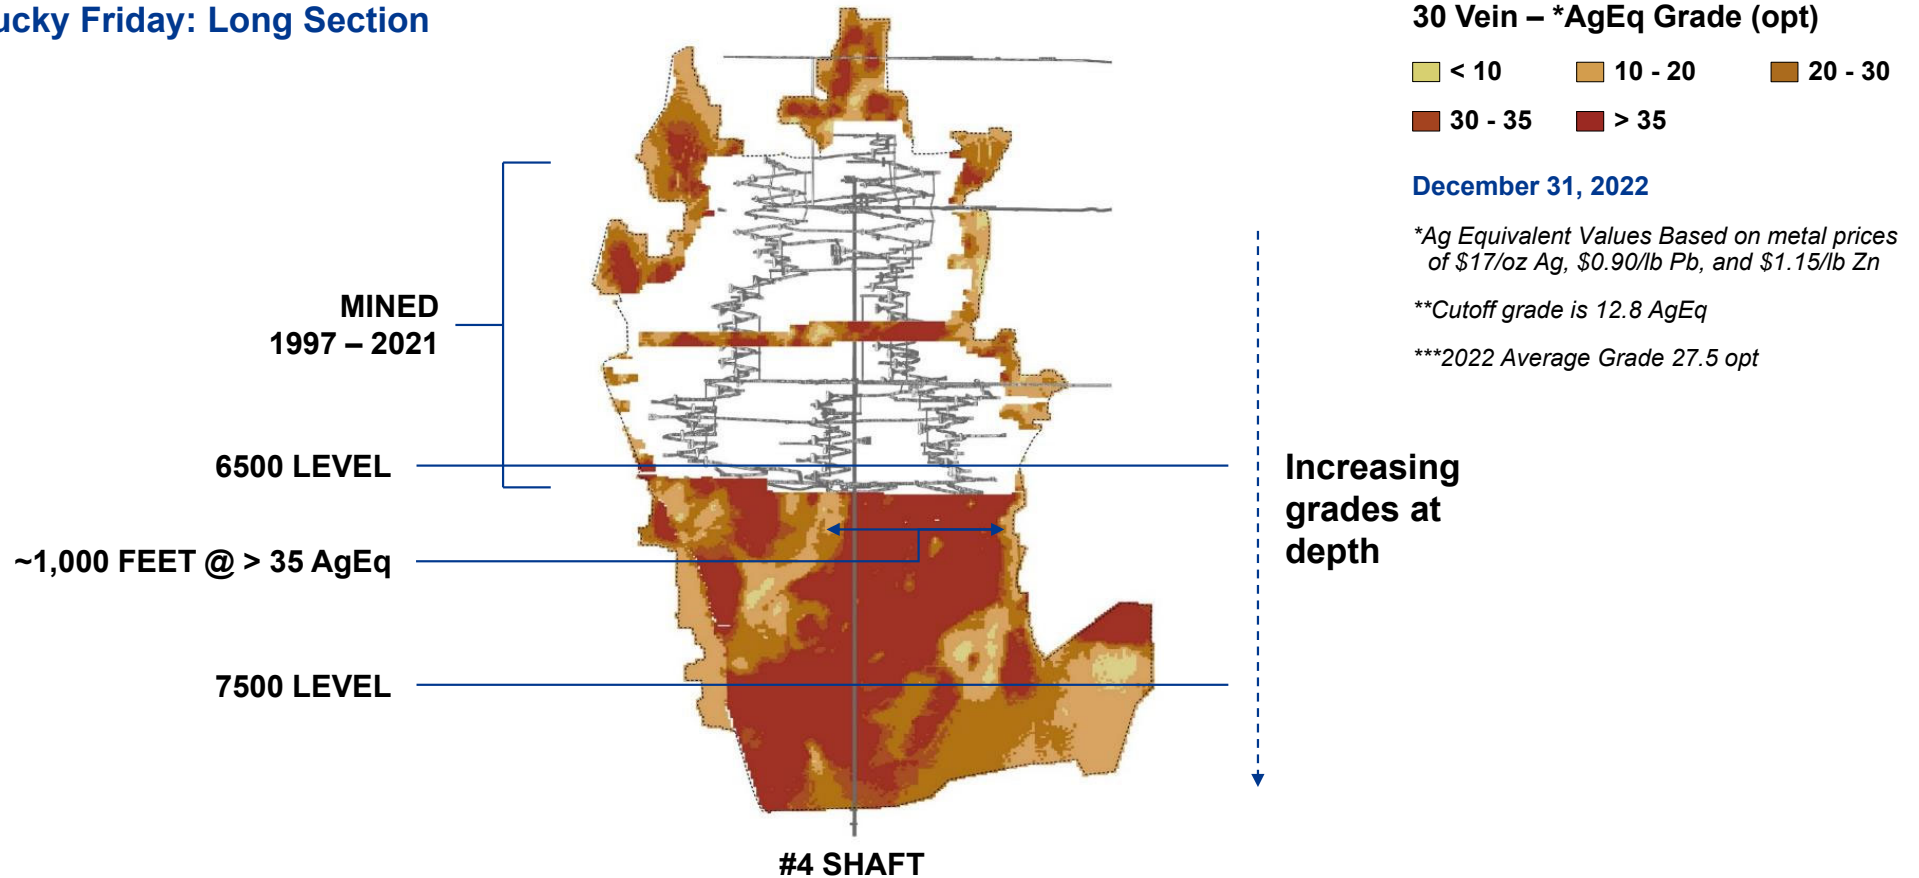 ucky Friday: Long Section
30 Vein – *AgEq Grade (opt)
< 10
10 - 20
20 - 30
30 - 35
> 35
December 31, 2022
*Ag Equivalent Values Based on metal prices
of $17/oz Ag, $0.90/lb Pb, and $1.15/lb Zn
**Cutoff grade is 12.8 AgEq
***2022 Average Grade 27.5 opt
MINED
1997 – 2021
6500 LEVEL
~1,000 FEET @ > 35 AgEq
7500 LEVEL
Increasing
grades at
depth
#4 SHAFT